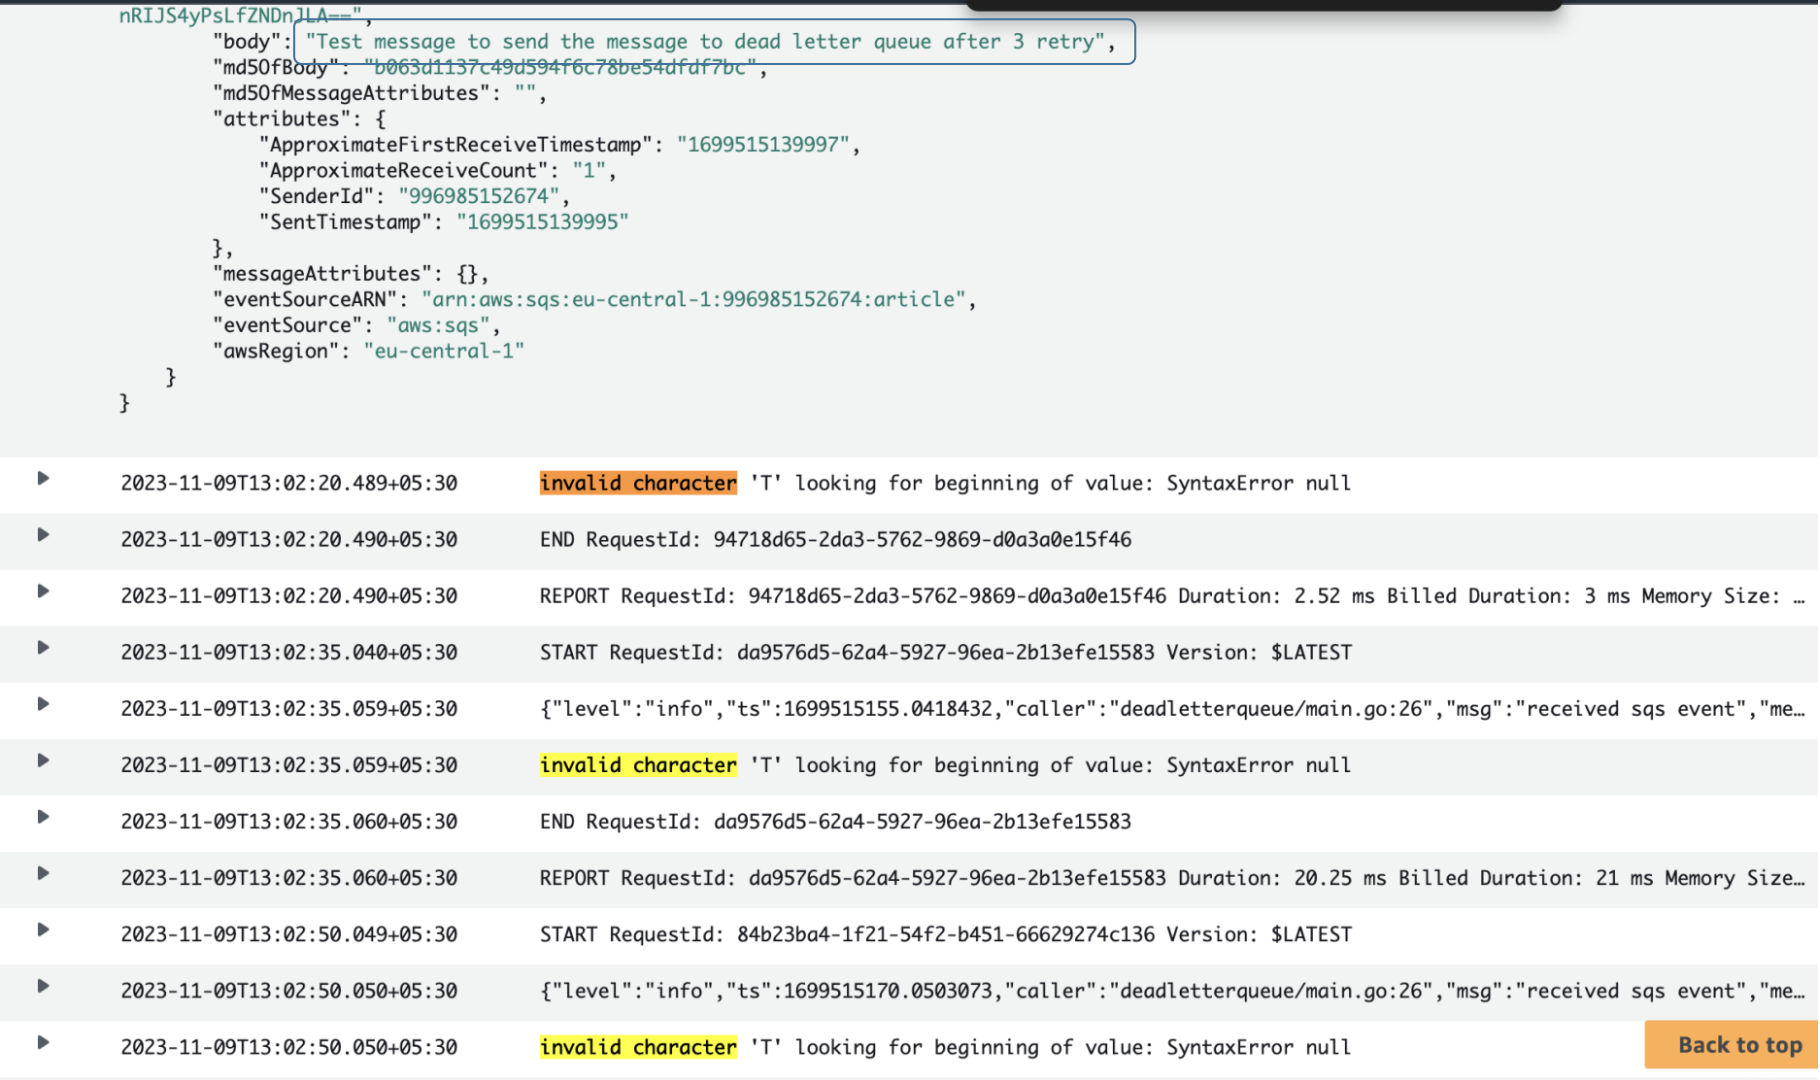 nRIJS4yPsLfZNDnJLA==",
"body": "Test message to send the message to dead letter queue after 3 retry",
"md5OfBody": "b063d1137c49d594f6c78be54dfdf7bc",
"md5OfMessageAttributes": "",
"attributes": {
"ApproximateFirstReceiveTimestamp": "1699515139997",
"ApproximateReceiveCount": "1",
"SenderId": "996985152674",
"SentTimestamp": "1699515139995"
},
"messageAttributes": {},
"eventSourceARN": "arn:aws:sqs:eu-central-1:996985152674:article",
"eventSource": "aws:sqs",
"awsRegion": "eu-central-1"
}
}
2023-11-09T13:02:20.489+05:30 invalid character 'T' looking for beginning of value: SyntaxError null
2023-11-09T13:02:20.490+05:30 END RequestId: 94718d65-2da3-5762-9869-d0a3a0e15f46
2023-11-09T13:02:20.490+05:30 REPORT RequestId: 94718d65-2da3-5762-9869-d0a3a0e15f46 Duration: 2.52 ms Billed Duration: 3 ms Memory Size: …
2023-11-09T13:02:35.040+05:30 START RequestId: da9576d5-62a4-5927-96ea-2b13efe15583 Version: $LATEST
2023-11-09T13:02:35.059+05:30 {"level":"info","ts":1699515155.0418432,"caller":"deadletterqueue/main.go:26","msg":"received sqs event","me…
2023-11-09T13:02:35.059+05:30 invalid character 'T' looking for beginning of value: SyntaxError null
2023-11-09T13:02:35.060+05:30 END RequestId: da9576d5-62a4-5927-96ea-2b13efe15583
2023-11-09T13:02:35.060+05:30 REPORT RequestId: da9576d5-62a4-5927-96ea-2b13efe15583 Duration: 20.25 ms Billed Duration: 21 ms Memory Size…
2023-11-09T13:02:50.049+05:30 START RequestId: 84b23ba4-1f21-54f2-b451-66629274c136 Version: $LATEST
2023-11-09T13:02:50.050+05:30 {"level":"info","ts":1699515170.0503073,"caller":"deadletterqueue/main.go:26","msg":"received sqs event","me…
2023-11-09T13:02:50.050+05:30 invalid character 'T' looking for beginning of value: SyntaxError null
Back to top